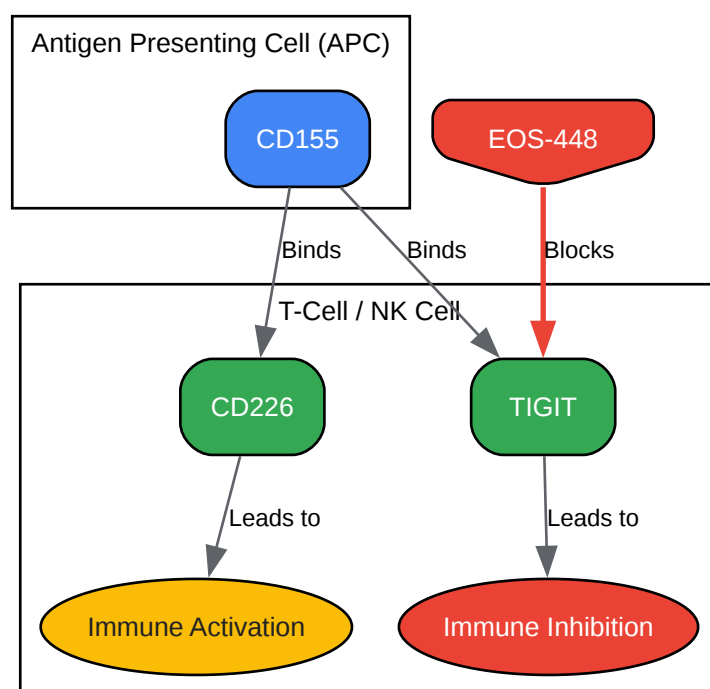 Antigen Presenting Cell (APC)
CD155
EOS-448
Binds
Binds
Blocks
T-Cell / NK Cell
CD226
TIGIT
Leads to
Leads to
Immune Activation
Immune Inhibition